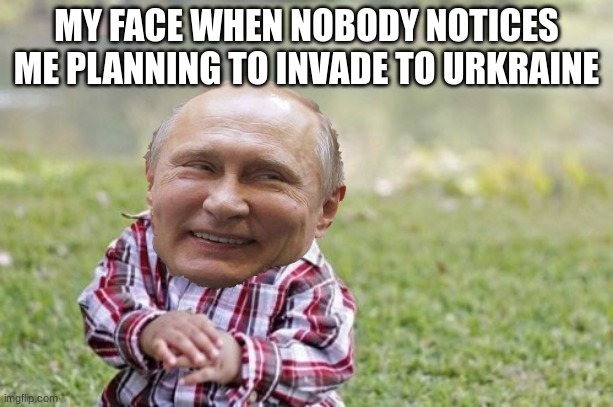 MY FACE WHEN NOBODY NOTICES
ME PLANNING TO INVADE TO URKRAINE
imgflip.com